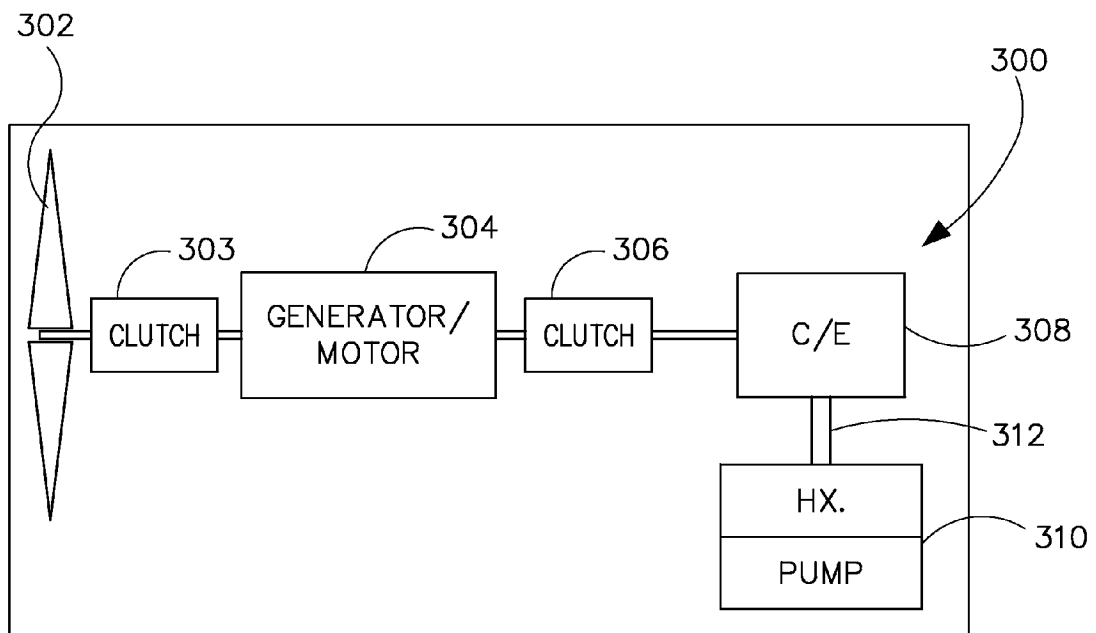 302
300
303
304
306
CLUTCH
GENERATOR/
MOTOR
CLUTCH
C/E
308
312
HX.
310
PUMP